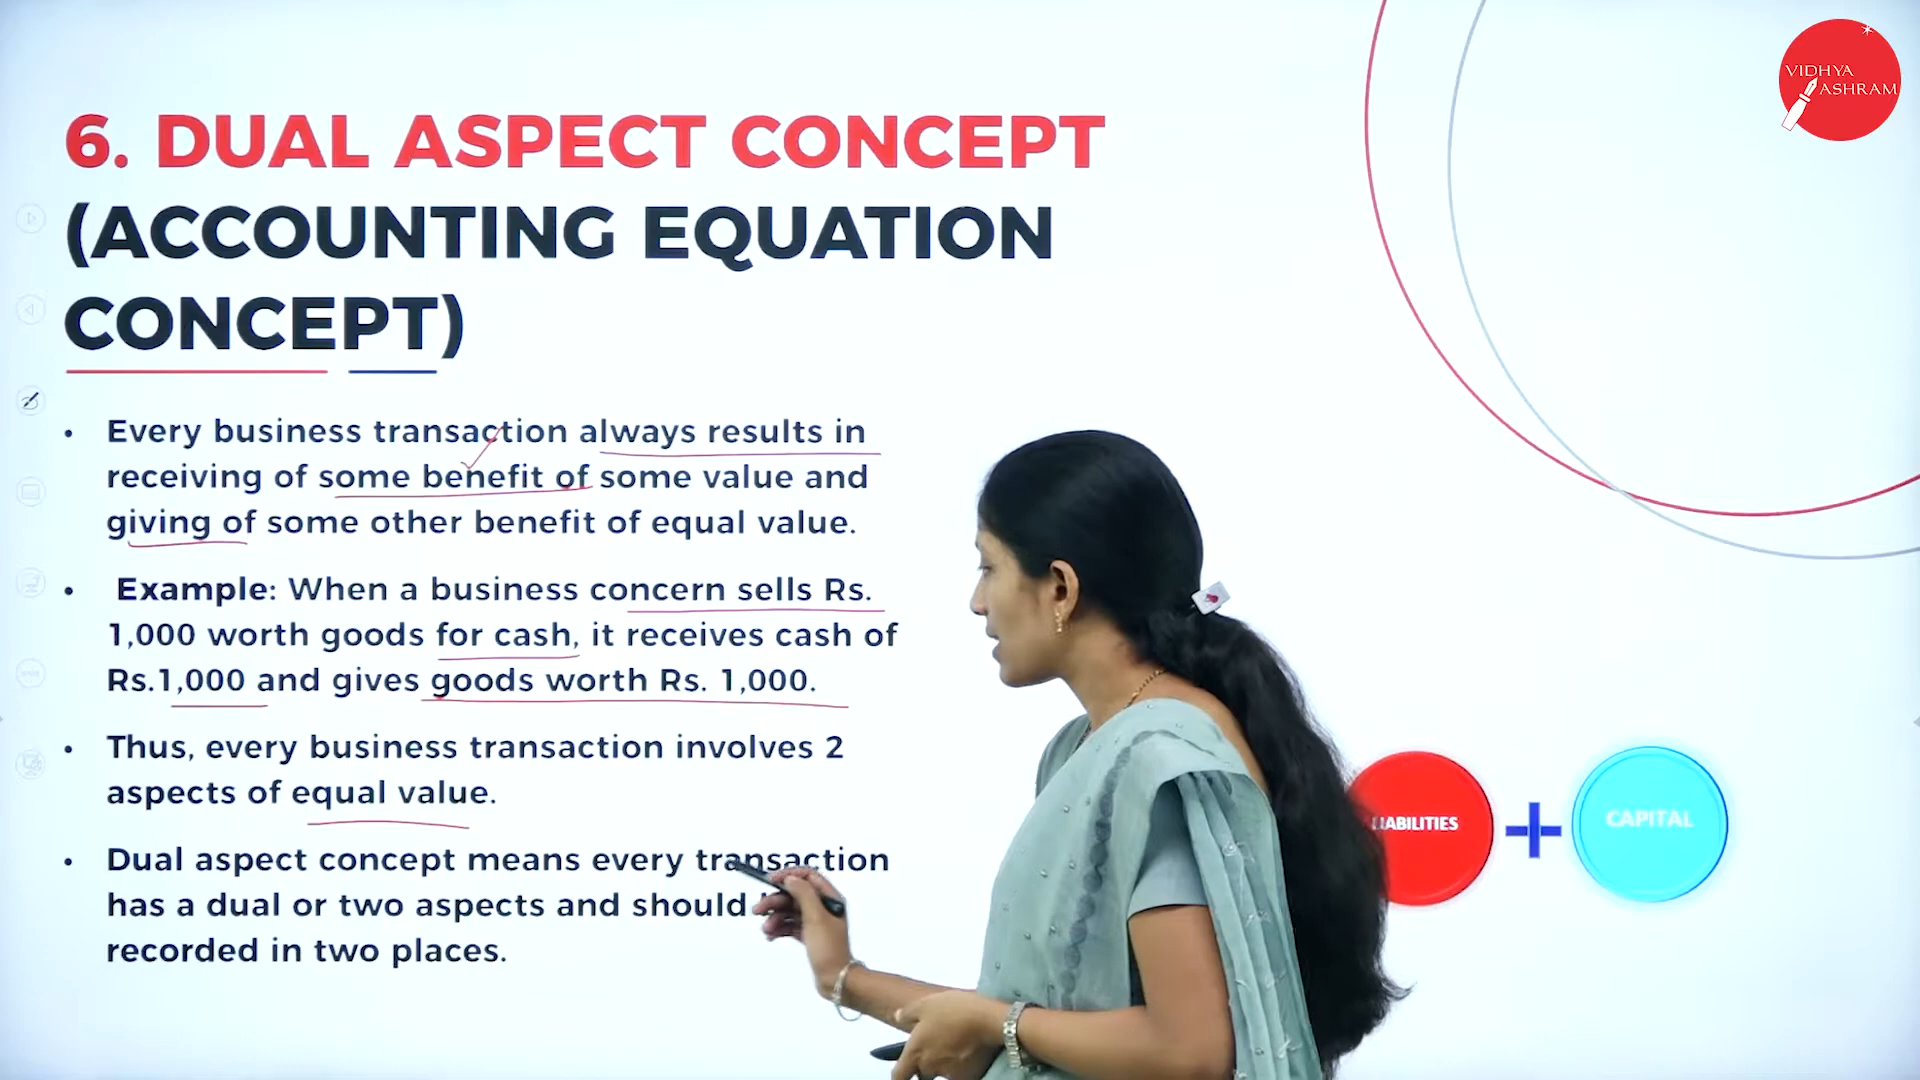 VIDHYA
ASHRAM
6. DUAL ASPECT CONCEPT
(ACCOUNTING EQUATION
CONCEPT)
• Every business transaction always results in
receiving of some benefit of some value and
giving of some other benefit of equal value.
• Example: When a business concern sells Rs.
1,000 worth goods for cash, it receives cash of
Rs.1,000 and gives goods worth Rs. 1,000.
• Thus, every business transaction involves 2
aspects of equal value.
• Dual aspect concept means every transaction
has a dual or two aspects and should
recorded in two places.
LIABILITIES + CAPITAL